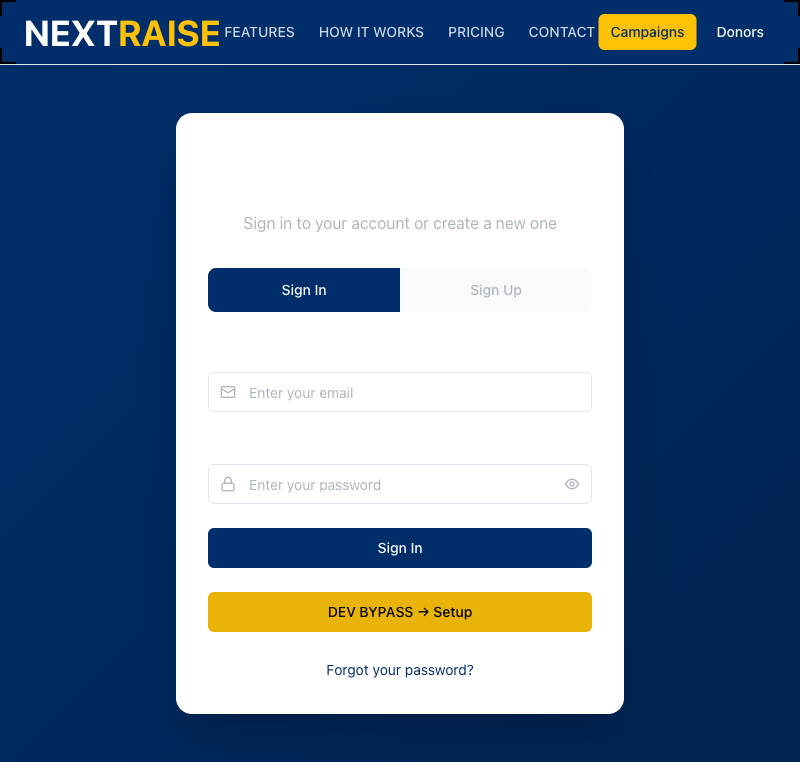 NEXTRAISE FEATURES HOW IT WORKS PRICING CONTACT Campaigns Donors
Sign in to your account or create a new one
Sign In Sign Up
Enter your email
Enter your password
Sign In
DEV BYPASS → Setup
Forgot your password?